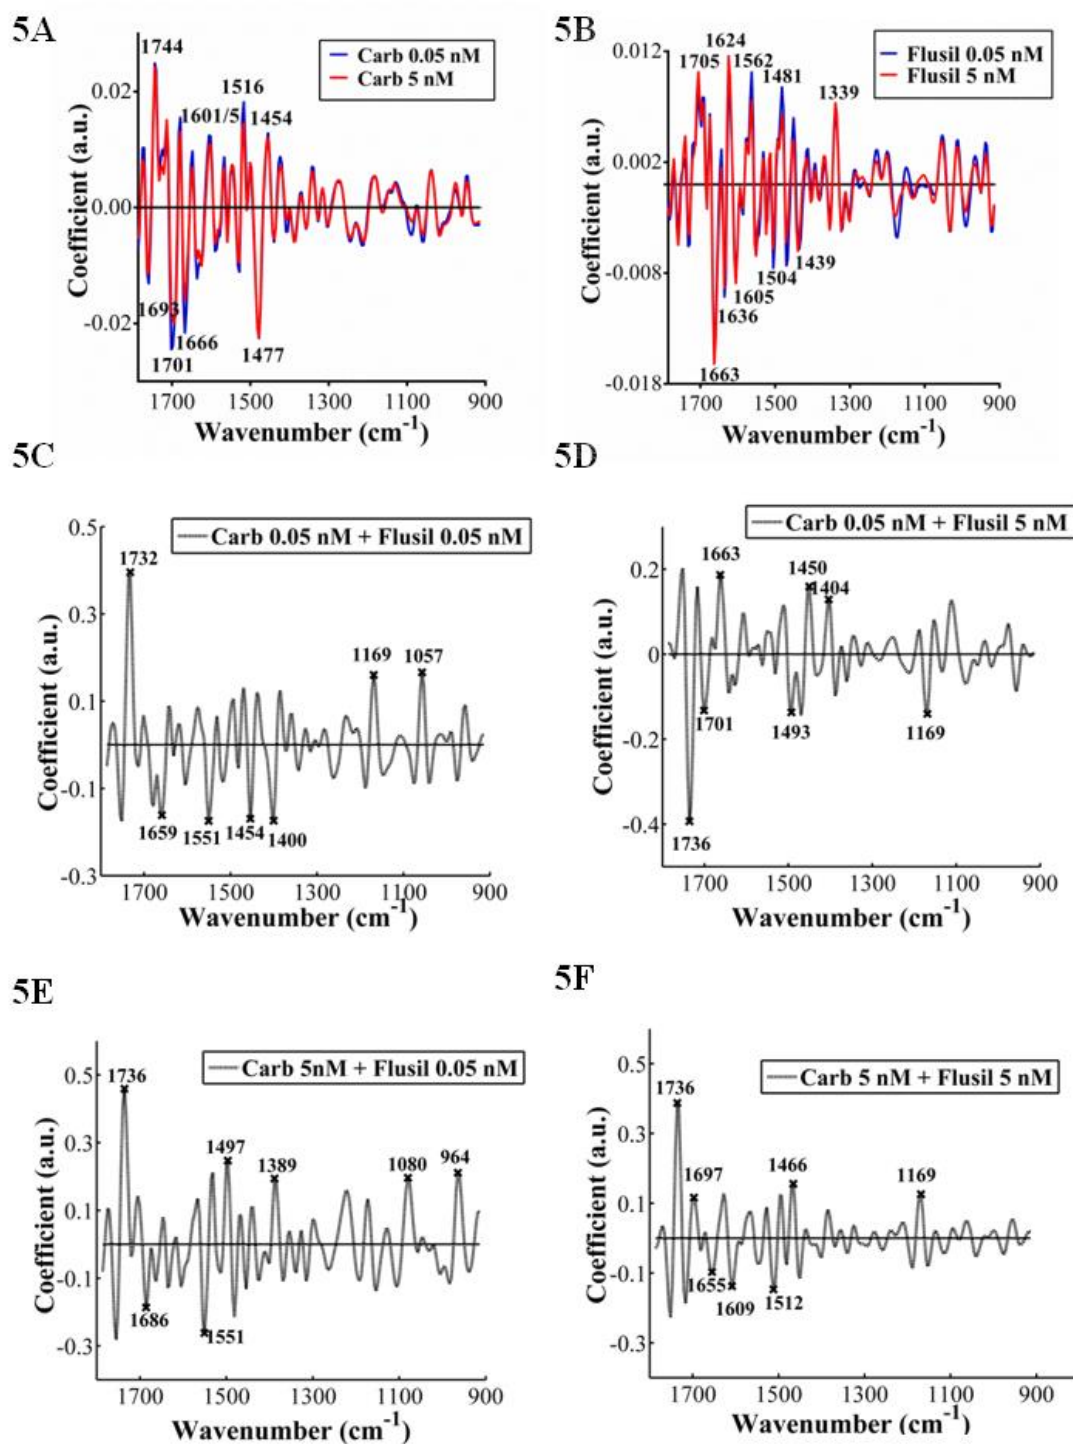 5A
1744
Carb 0.05 nM
Carb 5 nM
0.02
1516
1601/5
1454
0.00
-0.02
1693
1666
1701
1477
Coefficient (a.u.)
1700 1500 1300 1100 900
Wavenumber (cm-1)
5B
0.012
1624
1705
1562
Flusil 0.05 nM
Flusil 5 nM
1481
1339
0.002
-0.008
1439
1504
1605
1636
1663
-0.018
Coefficient (a.u.)
1700 1500 1300 1100 900
Wavenumber (cm-1)
5C
0.5
Carb 0.05 nM + Flusil 0.05 nM
1732
0.3
1169
1057
0.1
-0.1
1659
1551
1454
1400
-0.3
Coefficient (a.u.)
1700 1500 1300 1100 900
Wavenumber (cm-1)
5D
Carb 0.05 nM + Flusil 5 nM
0.2
1663
1450
1404
0
1701
1493
1169
-0.2
-0.4
1736
Coefficient (a.u.)
1700 1500 1300 1100 900
Wavenumber (cm-1)
5E
Carb 5nM + Flusil 0.05 nM
0.5
1736
0.3
1497
1389
1080
964
0.1
-0.1
1686
1551
-0.3
Coefficient (a.u.)
1700 1500 1300 1100 900
Wavenumber (cm-1)
5F
Carb 5 nM + Flusil 5 nM
0.5
1736
0.3
1697
1466
1169
0.1
-0.1
1655
1609
1512
-0.3
Coefficient (a.u.)
1700 1500 1300 1100 900
Wavenumber (cm-1)